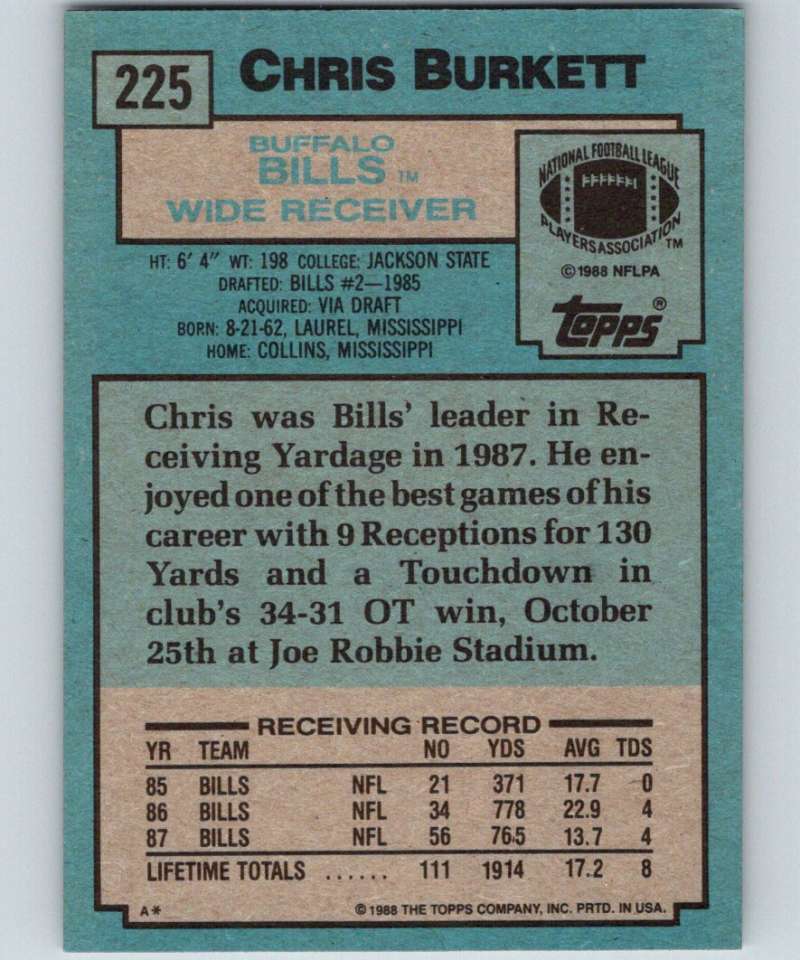 225
CHRIS BURKETT
BUFFALO
BILLS TM
WIDE RECEIVER
NATIONAL FOOTBALL LEAGUE
PLAYERS ASSOCIATION TM
©1988 NFLPA
Topps®
HT: 6' 4" WT: 198 COLLEGE: JACKSON STATE
DRAFTED: BILLS #2—1985
ACQUIRED: VIA DRAFT
BORN: 8-21-62, LAUREL, MISSISSIPPI
HOME: COLLINS, MISSISSIPPI
Chris was Bills' leader in Re-
ceiving Yardage in 1987. He en-
joyed one of the best games of his
career with 9 Receptions for 130
Yards and a Touchdown in
club's 34-31 OT win, October
25th at Joe Robbie Stadium.
RECEIVING RECORD
YR TEAM NO YDS AVG TDS
85 BILLS NFL 21 371 17.7 0
86 BILLS NFL 34 778 22.9 4
87 BILLS NFL 56 765 13.7 4
LIFETIME TOTALS ...... 111 1914 17.2 8
A* ©1988 THE TOPPS COMPANY, INC. PRTD. IN USA.